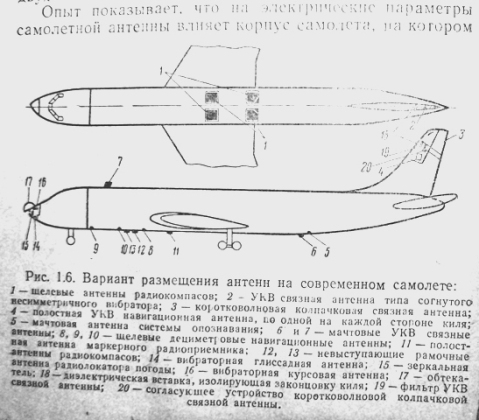 Опыт показывает, что на электрические параметры
самолетной антенны влияет корпус самолета, на котором
1
3
15
19
20
4
1
17
18
7
15
14
9
10
13
12
8
11
6
5
Рис. 1.6. Вариант размещения антенн на современном самолете:
1 — щелевые антенны радиокомпасов; 2 - УКВ связная антенна типа согнутого
несимметричного вибратора; 3 — коротковолновая колпачковая связная антенна;
4 — полостная УКВ навигационная антенна, по одной на каждой стороне киля;
5 — мачтовая антенна системы опознавания; 6 и 7 — мачтовые УКВ связные
антенны; 8, 9, 10 — щелевые дециметровые навигационные антенны; 11 — полост-
ная антенна маркерного радиоприемника; 12, 13 — невыступающие рамочные
антенны радиокомпасов; 14 — вибраторная глиссадная антенна; 15 — зеркальная
антенна радиолокатора погоды; 16 — вибраторная курсовая антенна; 17 — обтека-
тель; 18 — диэлектрическая вставка, изолирующая законцовку киля; 19 — фильтр УКВ
связной антенны; 20 — согласующее устройство коротковолновой колпачковой
связной антенны.